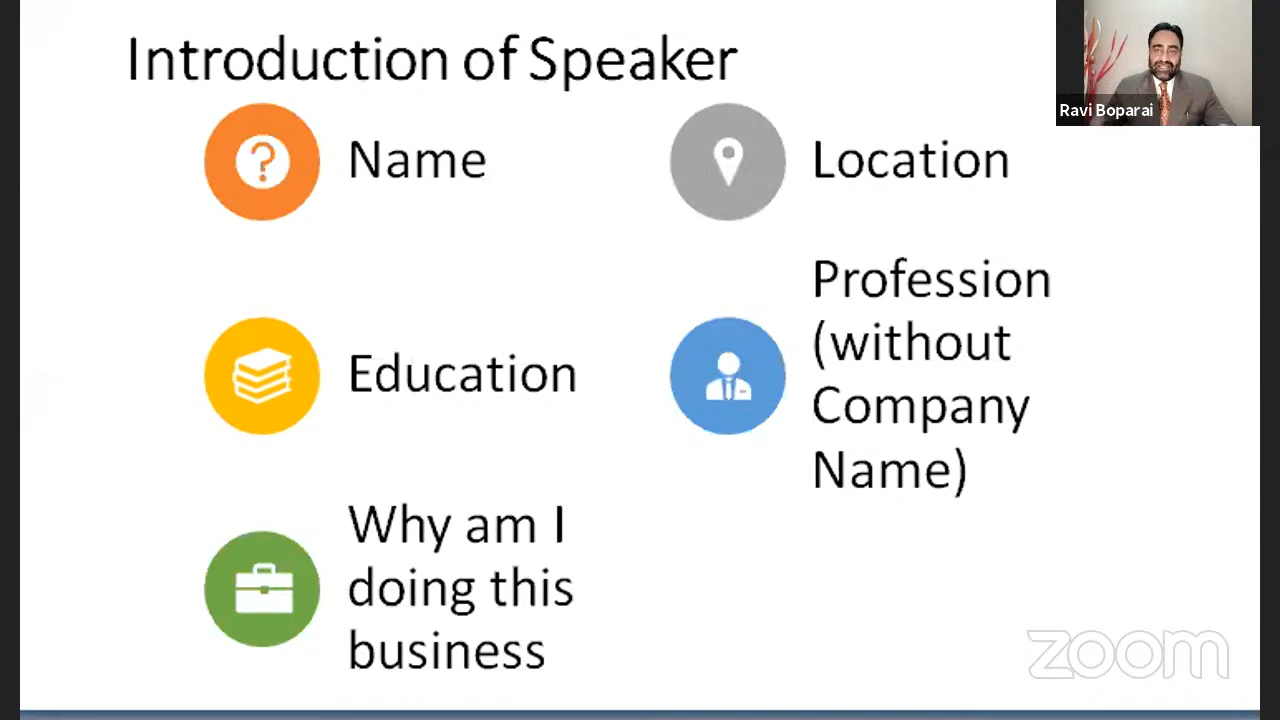 Introduction of Speaker
Ravi Boparai
Name
Location
Education
Profession
(without
Company
Name)
Why am I
doing this
business
zoom